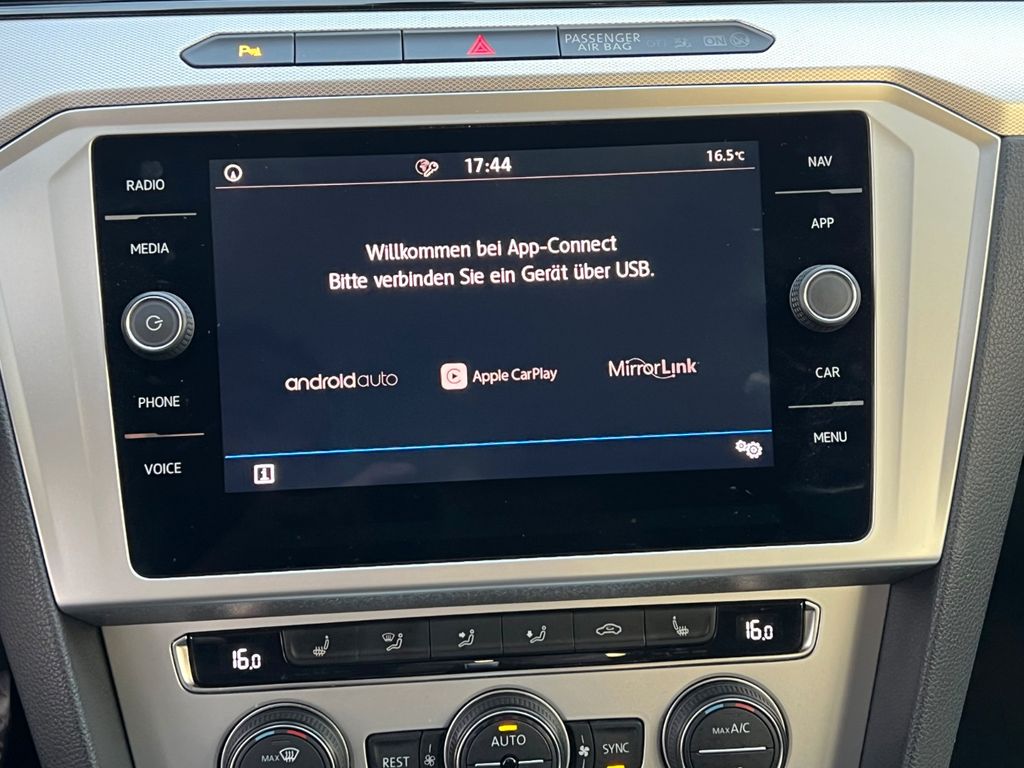 P
PASSENGER
AIR BAG OFF ON
17:44
16.5°C
RADIO
MEDIA
PHONE
VOICE
Willkommen bei App-Connect
Bitte verbinden Sie ein Gerät über USB.
androidauto
Apple CarPlay
MirrorLink
NAV
APP
CAR
MENU
16.0
16.0
MAX
REST
AUTO
SYNC
MAX A/C